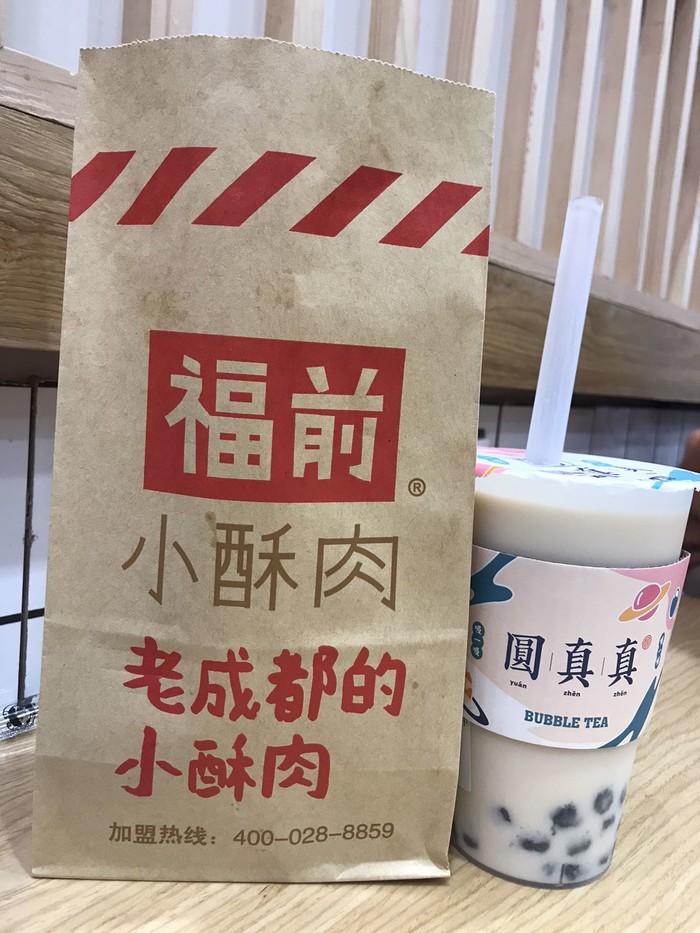 福前®
小酥肉
老成都的
小酥肉
加盟热线：400-028-8859
圓|真|真
yuán zhēn zhēn
BUBBLE TEA